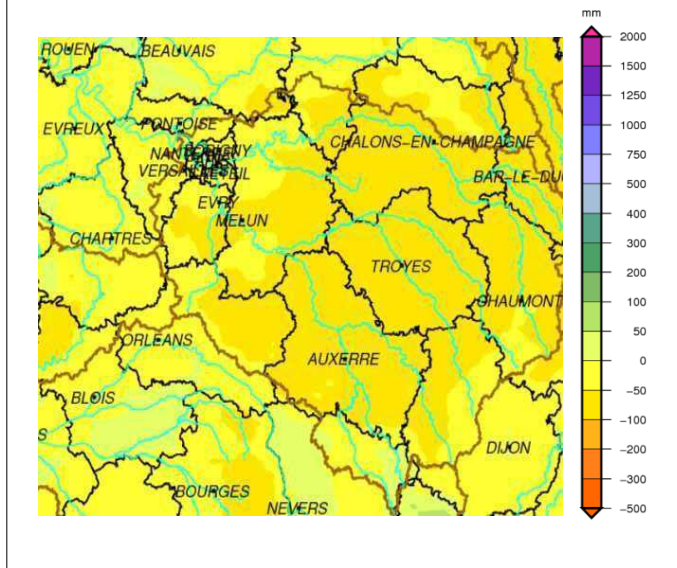 mm
2000
1500
1250
1000
750
500
400
300
200
100
50
0
−50
−100
−200
−300
−500
ROUEN
BEAUVAIS
EVREUX
PONTOISE
CHALONS−EN−CHAMPAGNE
BAR−LE−DU
EVRY
MELUN
CHARTRES
TROYES
CHAUMONT
ORLEANS
AUXERRE
BLOIS
S
DIJON
BOURGES
NEVERS